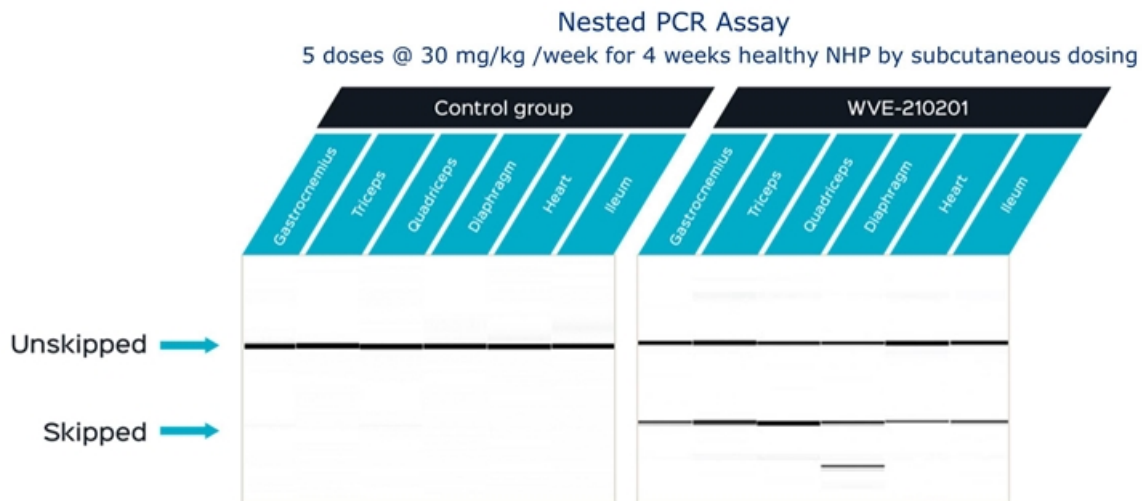 Nested PCR Assay
5 doses @ 30 mg/kg /week for 4 weeks healthy NHP by subcutaneous dosing
Control group
WVE-210201
Gastrocnemius
Triceps
Quadriceps
Diaphragm
Heart
Ileum
Gastrocnemius
Triceps
Quadriceps
Diaphragm
Heart
Ileum
Unskipped
Skipped